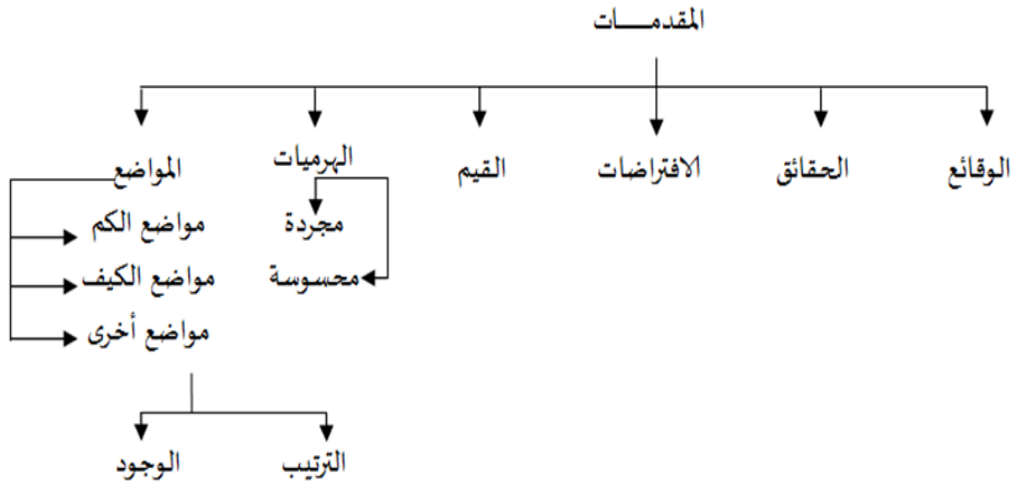 المقدمـــات
الوقائع
الحقائق
الافتراضات
القيم
الهرميات
المواضع
مجردة
مواضع الكم
محسوسة
مواضع الكيف
مواضع أخرى
الترتيب
الوجود